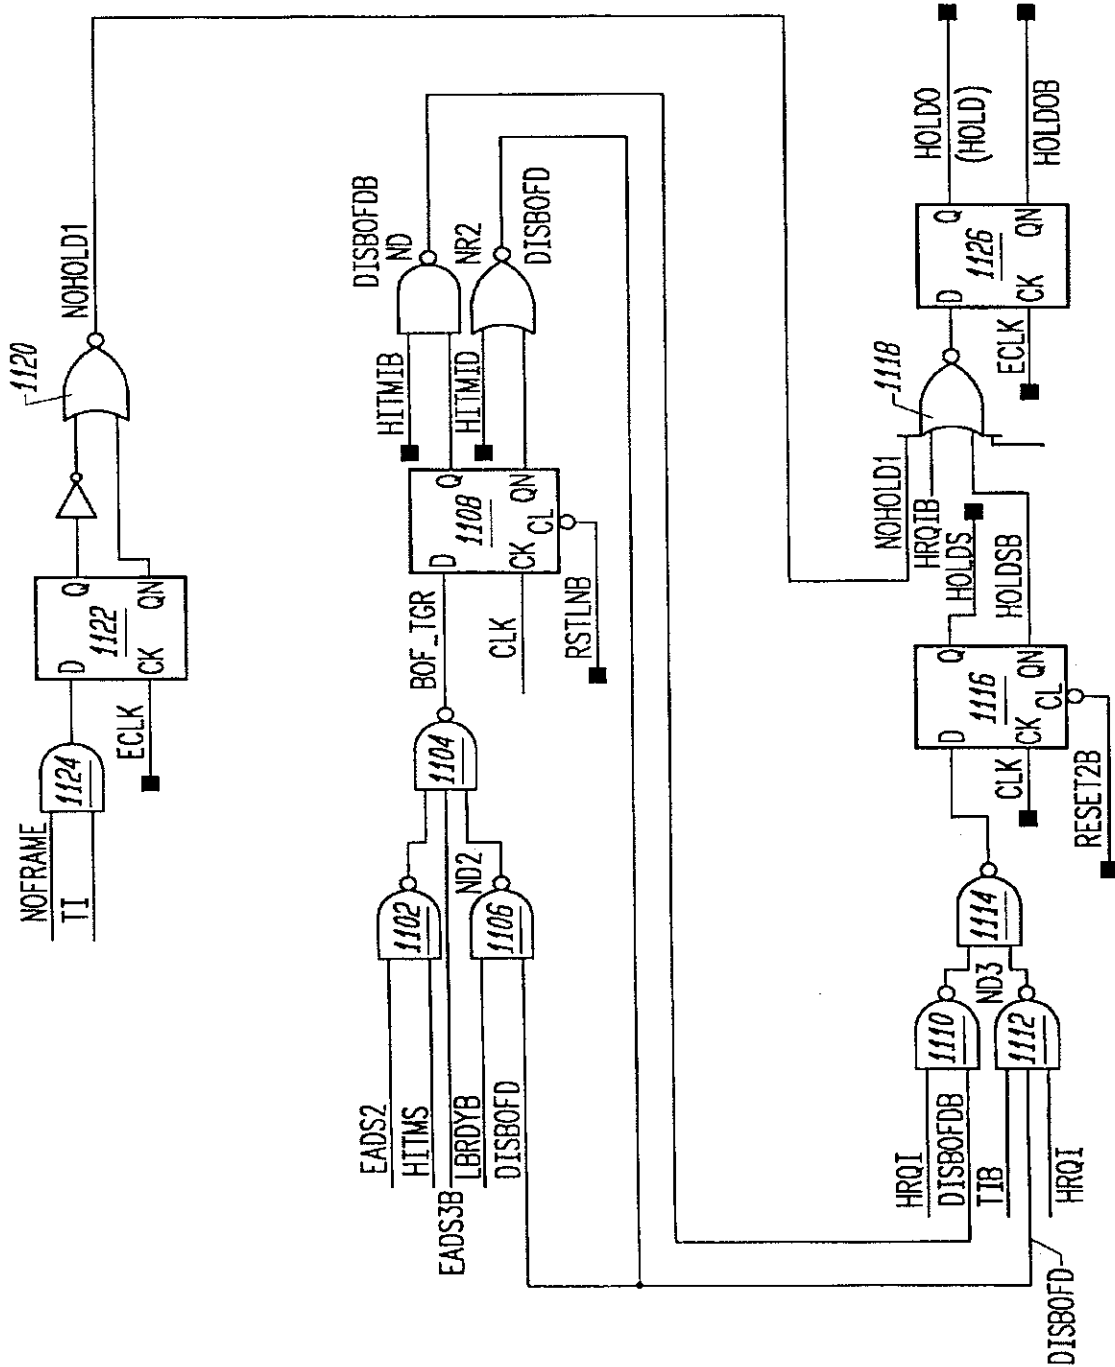 NOFRAME
TI
1124
ECLK
D
CK
1122
Q
QN
1120
NOHOLD1
EADS2
HITMS
EADS3B
LBRDYB
DISBOFD
1102
ND2
1106
1104
BOF_TGR
CLK
RSTLNB
D
CK
1108
CL
Q
QN
HITMIB
HITMID
DISBOFDB
ND
NR2
DISBOFD
HRQI
DISBOFDB
TIB
HRQI
DISBOFD
1110
ND3
1112
1114
CLK
RESET2B
D
CK
1116
CL
Q
QN
HOLDS
HOLDSB
NOHOLD1
HRQIB
1118
ECLK
D
CK
1126
Q
QN
HOLDO
(HOLD)
HOLDOB